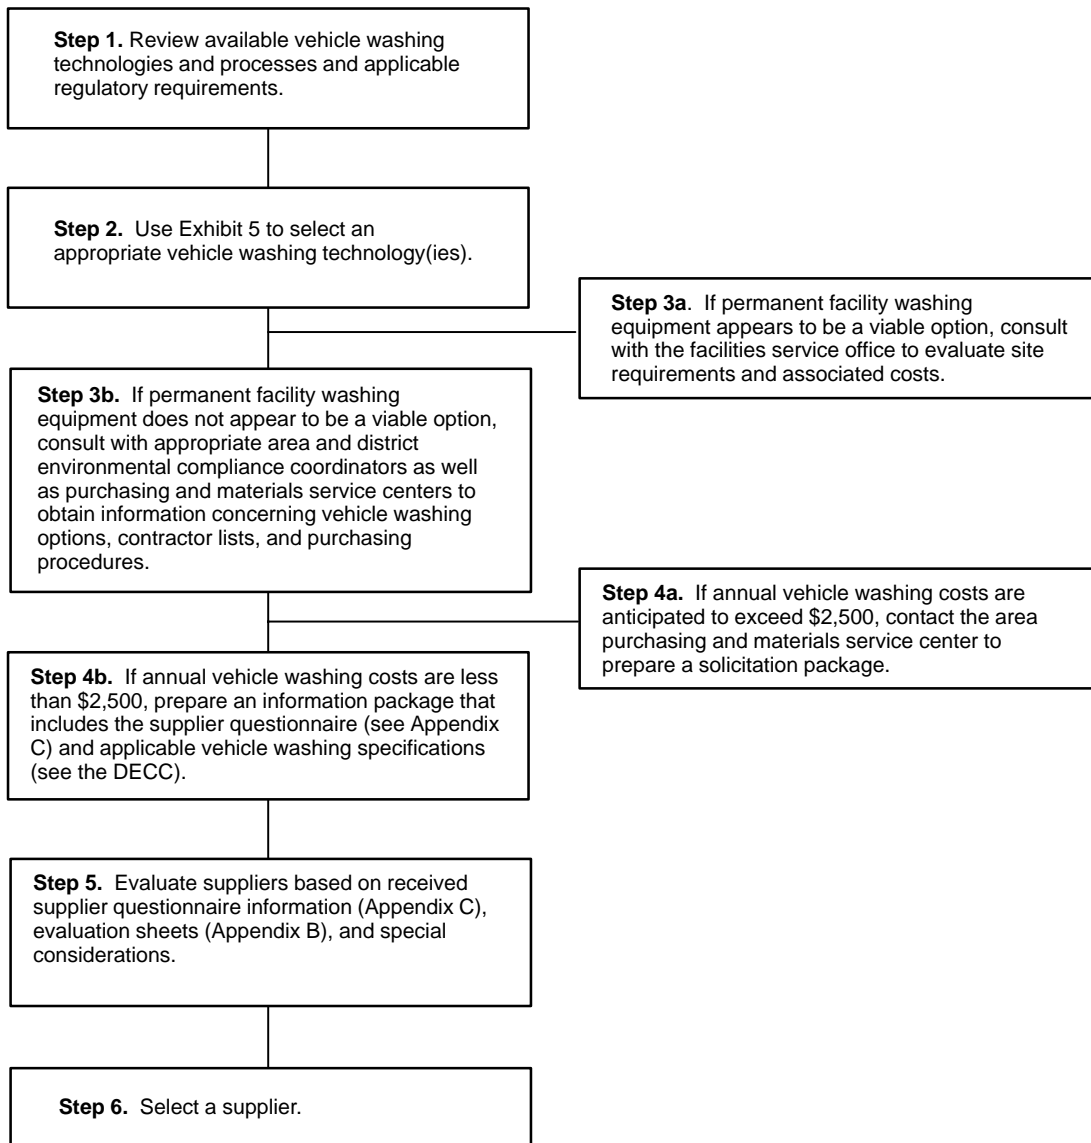 Step 1. Review available vehicle washing
technologies and processes and applicable
regulatory requirements.
Step 2. Use Exhibit 5 to select an
appropriate vehicle washing technology(ies).
Step 3a. If permanent facility washing
equipment appears to be a viable option, consult
with the facilities service office to evaluate site
requirements and associated costs.
Step 3b. If permanent facility washing
equipment does not appear to be a viable option,
consult with appropriate area and district
environmental compliance coordinators as well
as purchasing and materials service centers to
obtain information concerning vehicle washing
options, contractor lists, and purchasing
procedures.
Step 4a. If annual vehicle washing costs are
anticipated to exceed $2,500, contact the area
purchasing and materials service center to
prepare a solicitation package.
Step 4b. If annual vehicle washing costs are less
than $2,500, prepare an information package that
includes the supplier questionnaire (see Appendix
C) and applicable vehicle washing specifications
(see the DECC).
Step 5. Evaluate suppliers based on received
supplier questionnaire information (Appendix C),
evaluation sheets (Appendix B), and special
considerations.
Step 6. Select a supplier.